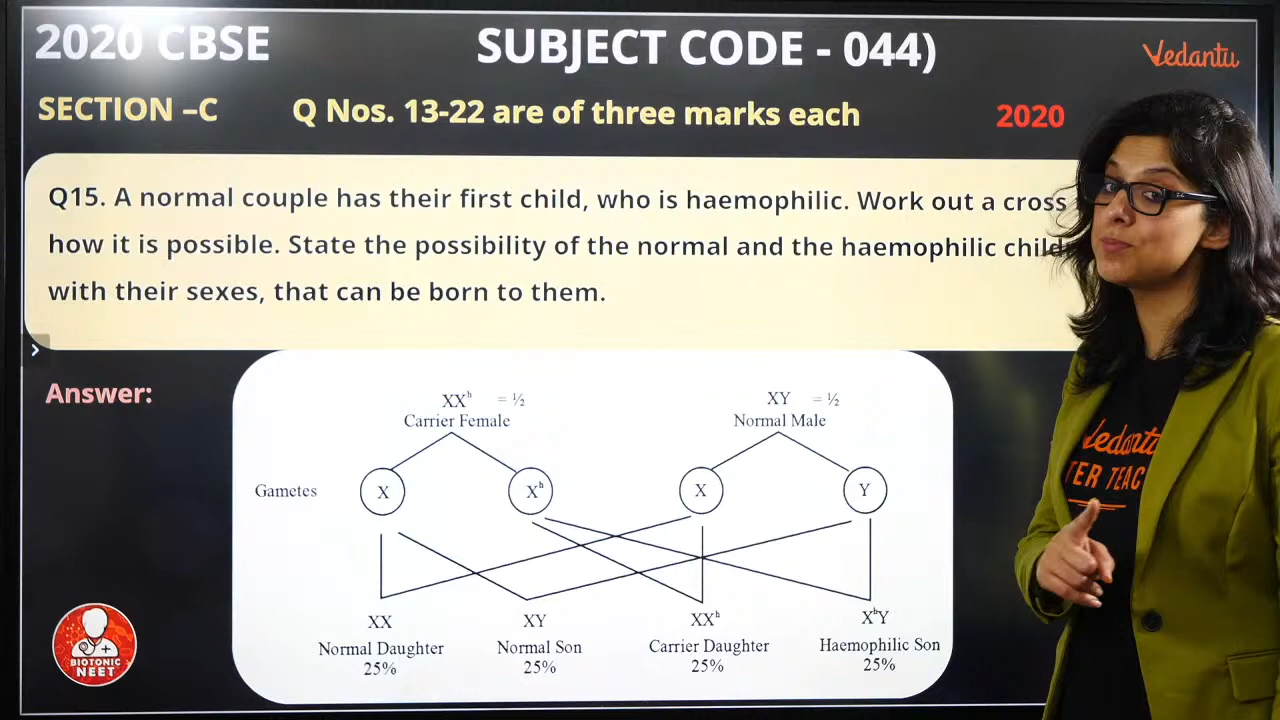 2020 CBSE SUBJECT CODE - 044)
Vedantu
SECTION –C Q Nos. 13-22 are of three marks each 2020
Q15. A normal couple has their first child, who is haemophilic. Work out a cross
how it is possible. State the possibility of the normal and the haemophilic child
with their sexes, that can be born to them.
Answer:
XXʰ = ½ XY = ½
Carrier Female Normal Male
Gametes X Xʰ X Y
XX XY XXʰ XʰY
Normal Daughter Normal Son Carrier Daughter Haemophilic Son
25% 25% 25% 25%
BIOTONIC
NEET